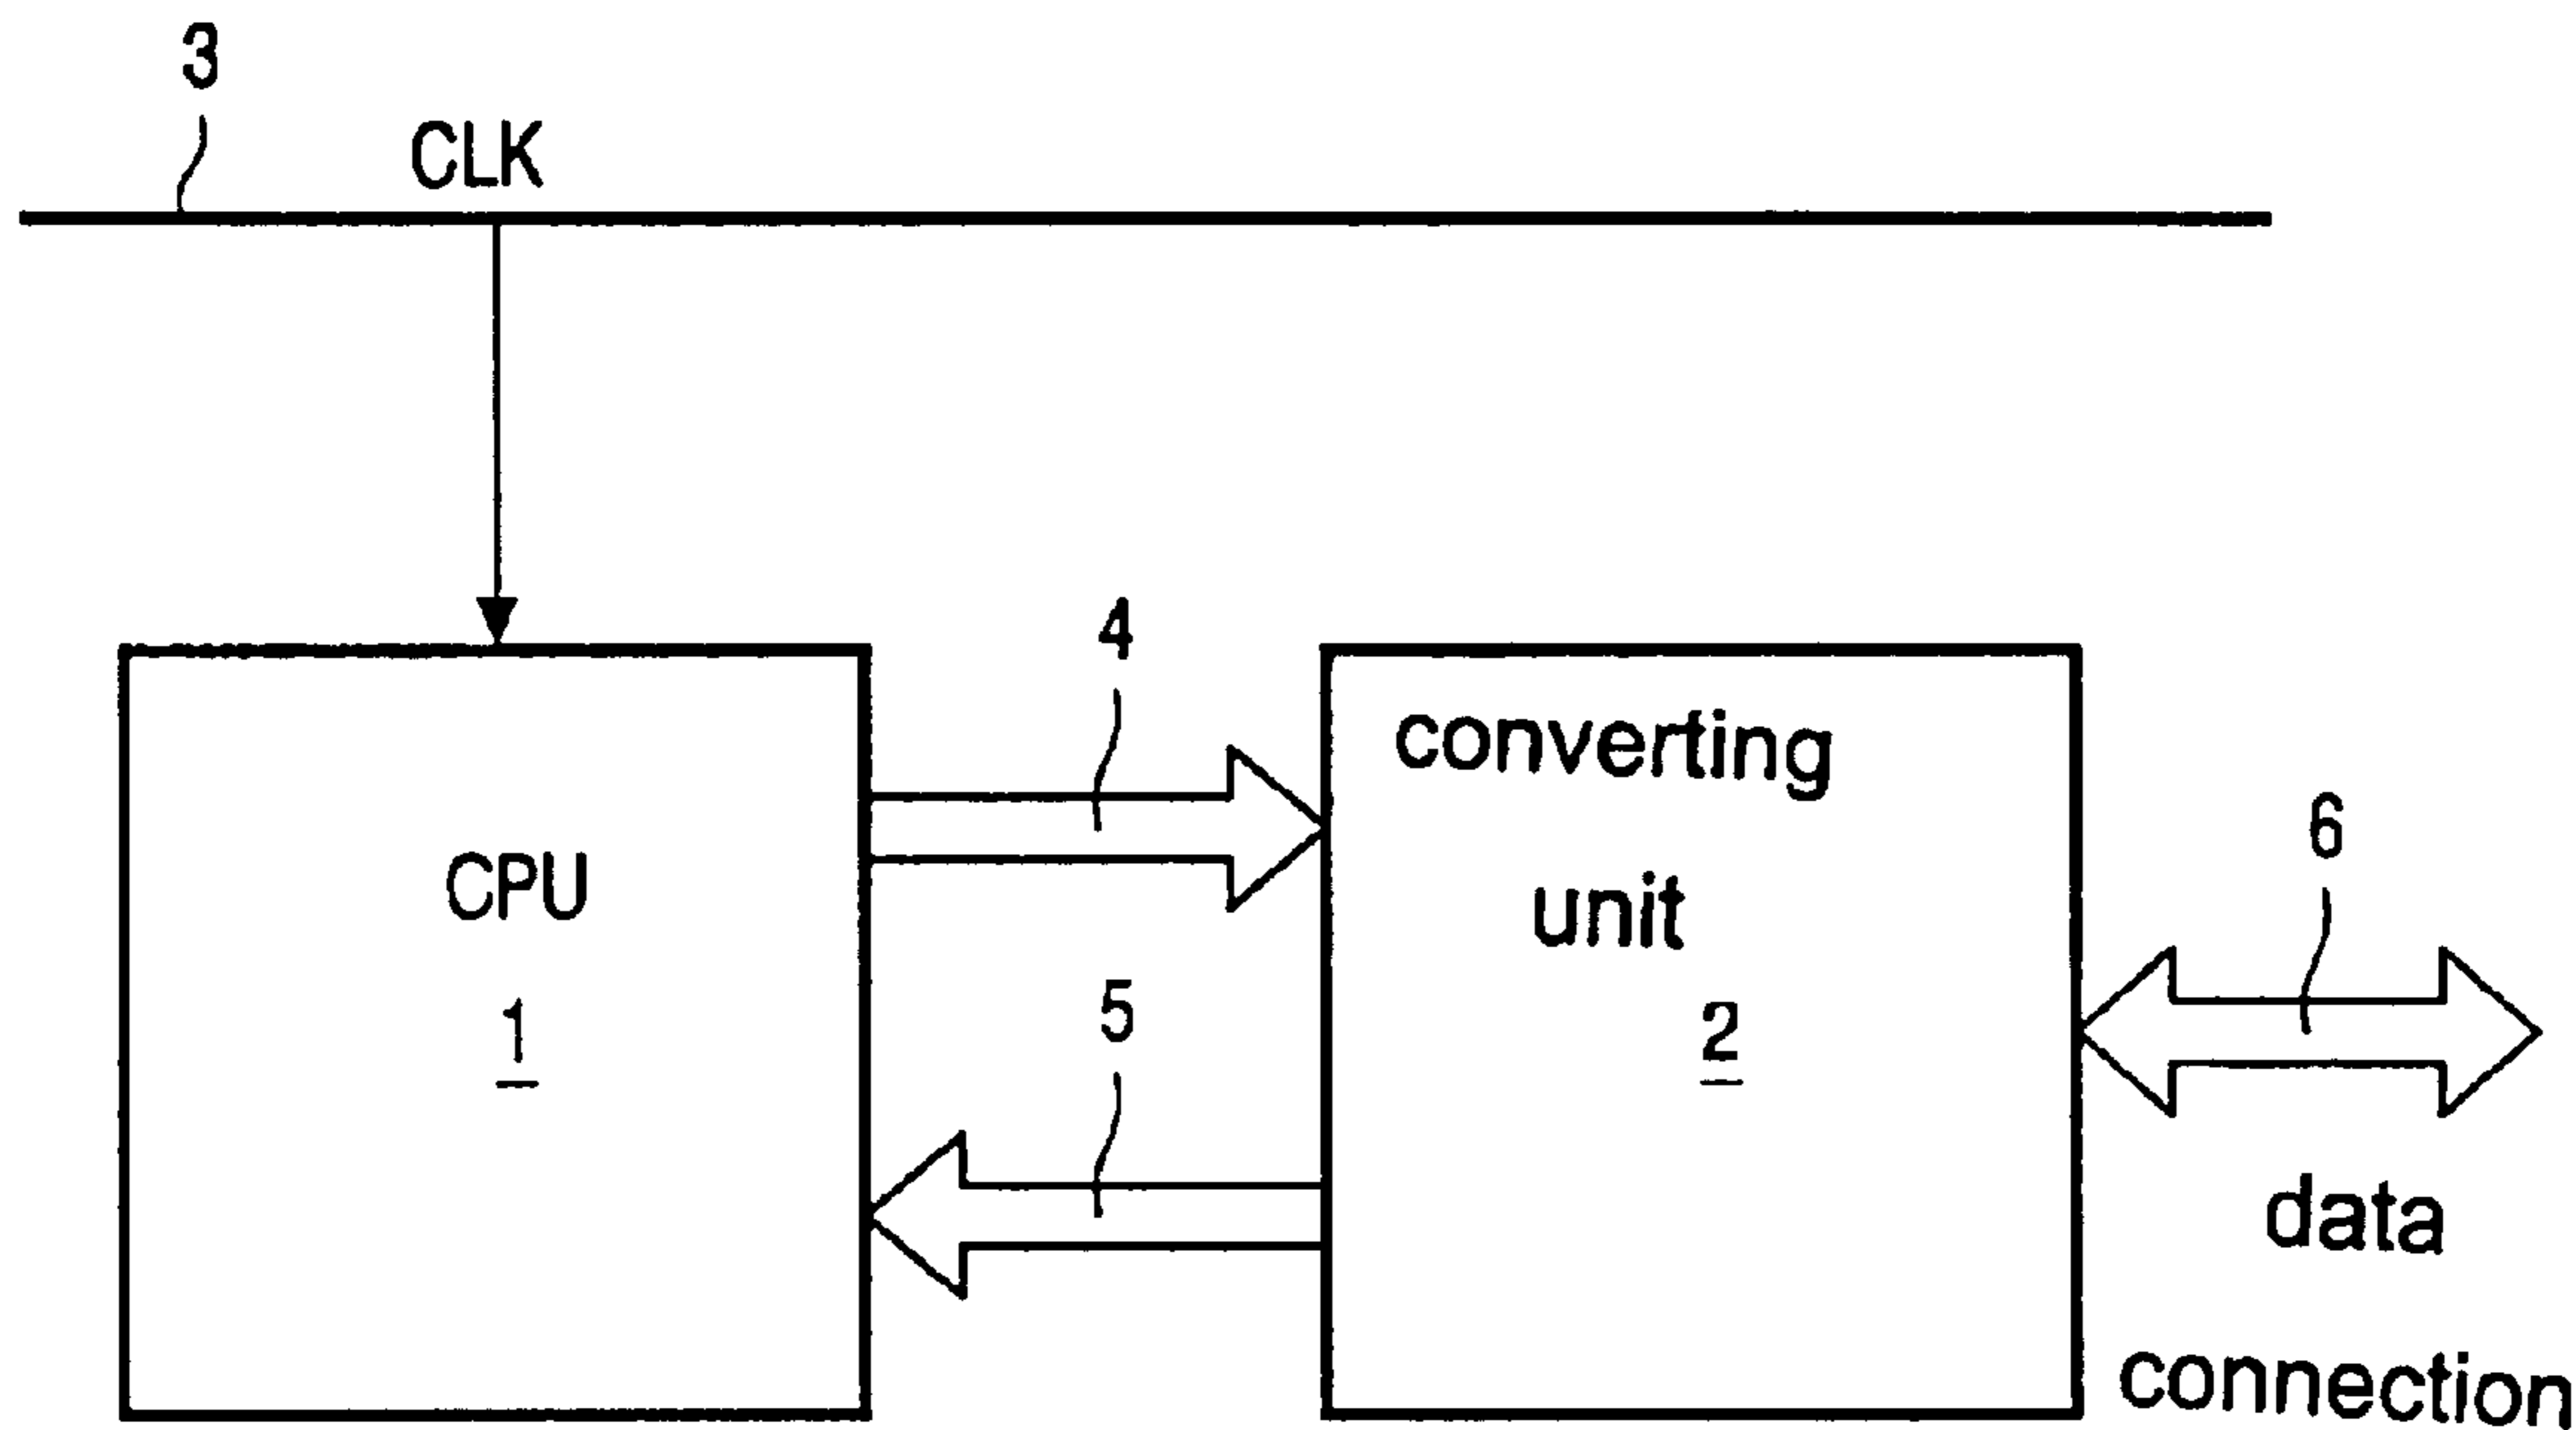 3
CLK
4
converting
unit
2
CPU
1
5
6
data
connection